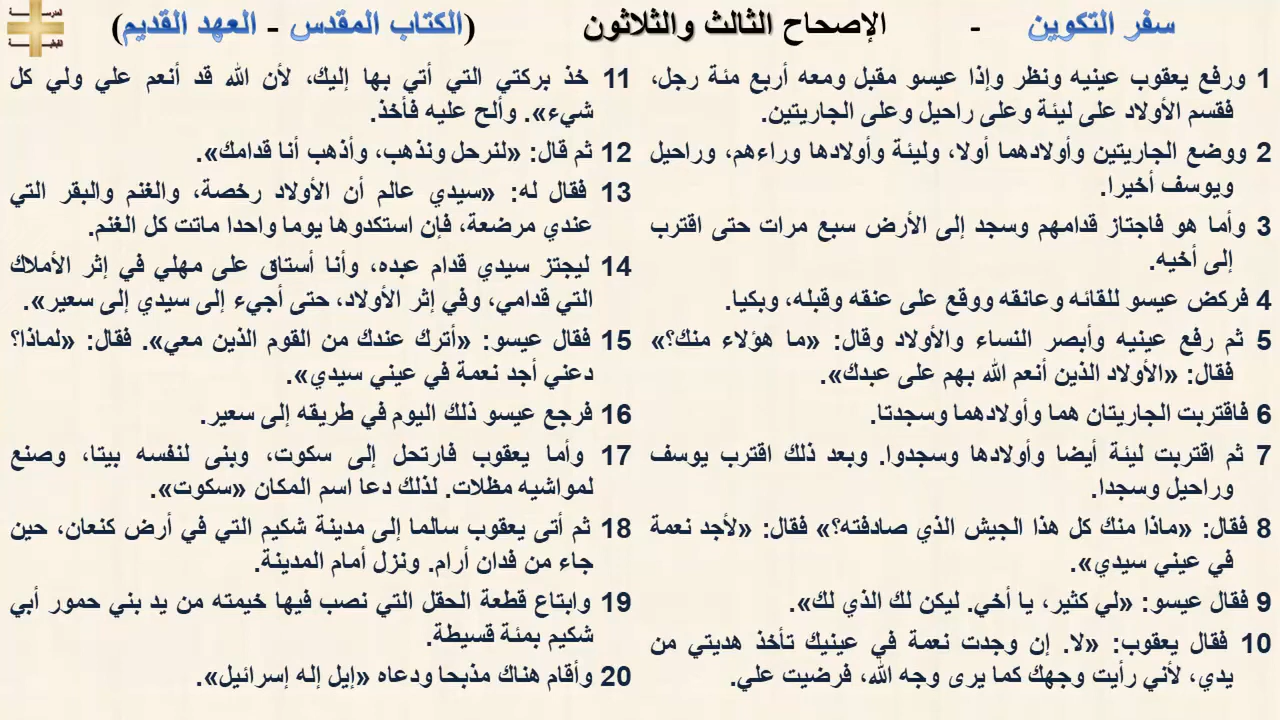 سفر التكوين - الإصحاح الثالث والثلاثون (الكتاب المقدس - العهد القديم)
1 ورفع يعقوب عينيه ونظر وإذا عيسو مقبل ومعه أربع مئة رجل،
فقسم الأولاد على ليئة وعلى راحيل وعلى الجاريتين.
2 ووضع الجاريتين وأولادهما أولا، وليئة وأولادها وراءهم، وراحيل
ويوسف أخيرا.
3 وأما هو فاجتاز قدامهم وسجد إلى الأرض سبع مرات حتى اقترب
إلى أخيه.
4 فركض عيسو للقائه وعانقه ووقع على عنقه وقبله، وبكيا.
5 ثم رفع عينيه وأبصر النساء والأولاد وقال: «ما هؤلاء منك؟»
فقال: «الأولاد الذين أنعم الله بهم على عبدك».
6 فاقتربت الجاريتان هما وأولادهما وسجدتا.
7 ثم اقتربت ليئة أيضا وأولادها وسجدوا. وبعد ذلك اقترب يوسف
وراحيل وسجدا.
8 فقال: «ماذا منك كل هذا الجيش الذي صادفته؟» فقال: «لأجد نعمة
في عيني سيدي».
9 فقال عيسو: «لي كثير، يا أخي. ليكن لك الذي لك».
10 فقال يعقوب: «لا. إن وجدت نعمة في عينيك تأخذ هديتي من
يدي، لأني رأيت وجهك كما يرى وجه الله، فرضيت علي.
11 خذ بركتي التي أتي بها إليك، لأن الله قد أنعم علي ولي كل
شيء». وألح عليه فأخذ.
12 ثم قال: «لنرحل ونذهب، وأذهب أنا قدامك».
13 فقال له: «سيدي عالم أن الأولاد رخصة، والغنم والبقر التي
عندي مرضعة، فإن استكدوها يوما واحدا ماتت كل الغنم.
14 ليجتز سيدي قدام عبده، وأنا أستاق على مهلي في إثر الأملاك
التي قدامي، وفي إثر الأولاد، حتى أجيء إلى سيدي إلى سعير».
15 فقال عيسو: «أترك عندك من القوم الذين معي». فقال: «لماذا؟
دعني أجد نعمة في عيني سيدي».
16 فرجع عيسو ذلك اليوم في طريقه إلى سعير.
17 وأما يعقوب فارتحل إلى سكوت، وبنى لنفسه بيتا، وصنع
لمواشيه مظلات. لذلك دعا اسم المكان «سكوت».
18 ثم أتى يعقوب سالما إلى مدينة شكيم التي في أرض كنعان، حين
جاء من فدان أرام. ونزل أمام المدينة.
19 وابتاع قطعة الحقل التي نصب فيها خيمته من يد بني حمور أبي
شكيم بمئة قسيطة.
20 وأقام هناك مذبحا ودعاه «إيل إله إسرائيل».